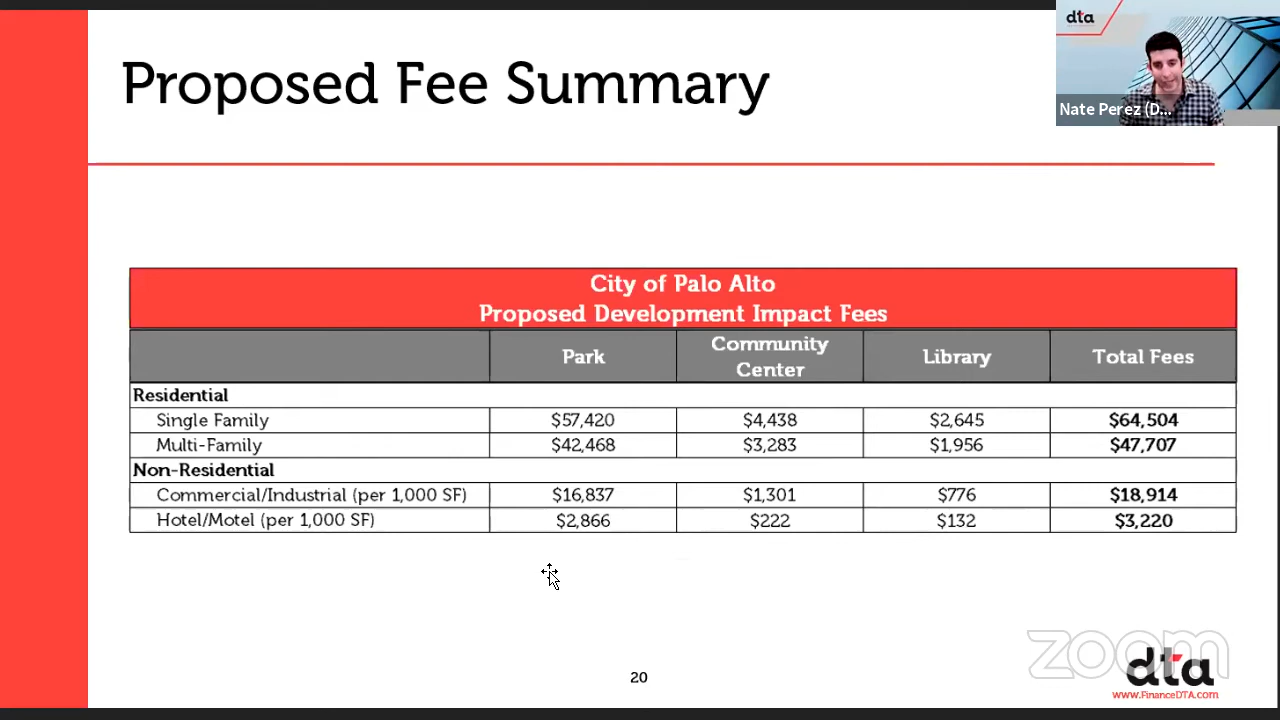 Proposed Fee Summary
dta
Nate Perez (D...
City of Palo Alto
Proposed Development Impact Fees
Park Community Center Library Total Fees
Residential
Single Family $57,420 $4,438 $2,645 $64,504
Multi-Family $42,468 $3,283 $1,956 $47,707
Non-Residential
Commercial/Industrial (per 1,000 SF) $16,837 $1,301 $776 $18,914
Hotel/Motel (per 1,000 SF) $2,866 $222 $132 $3,220
20
zoom
dta
www.FinanceDTA.com